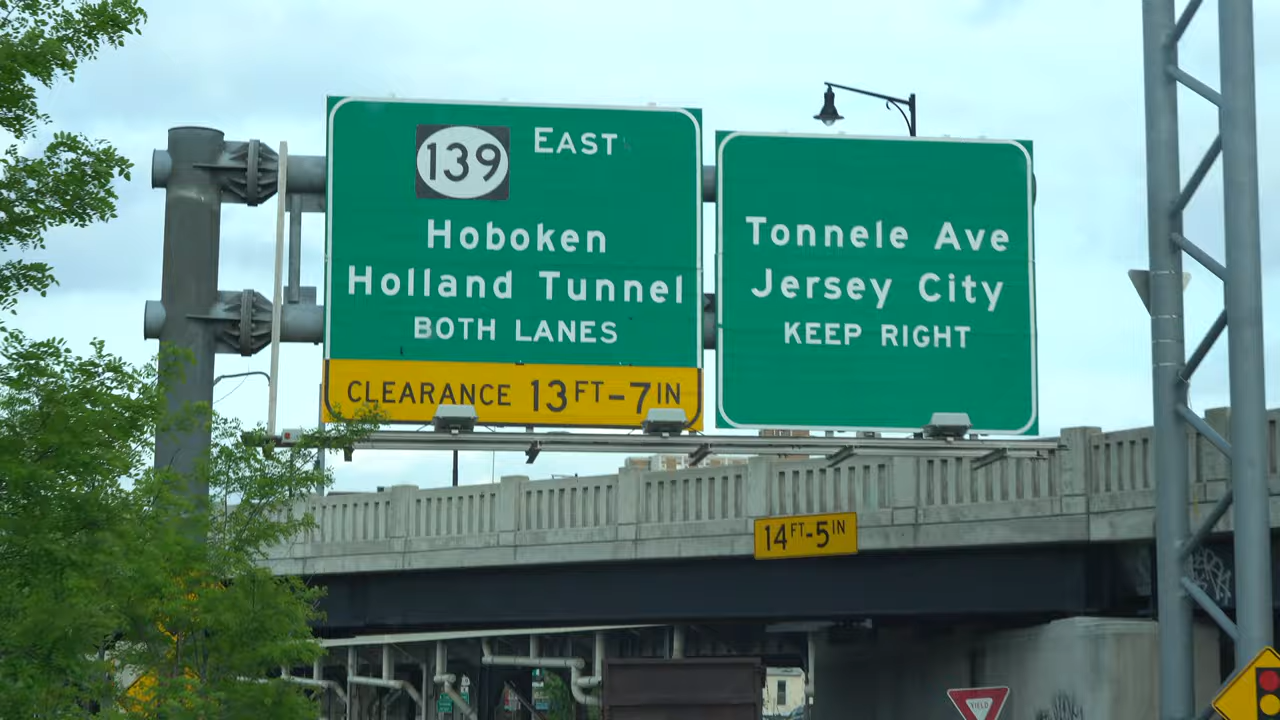 139 EAST
Hoboken
Holland Tunnel
BOTH LANES
CLEARANCE 13FT-7IN
Tonnele Ave
Jersey City
KEEP RIGHT
14FT-5IN
YIELD